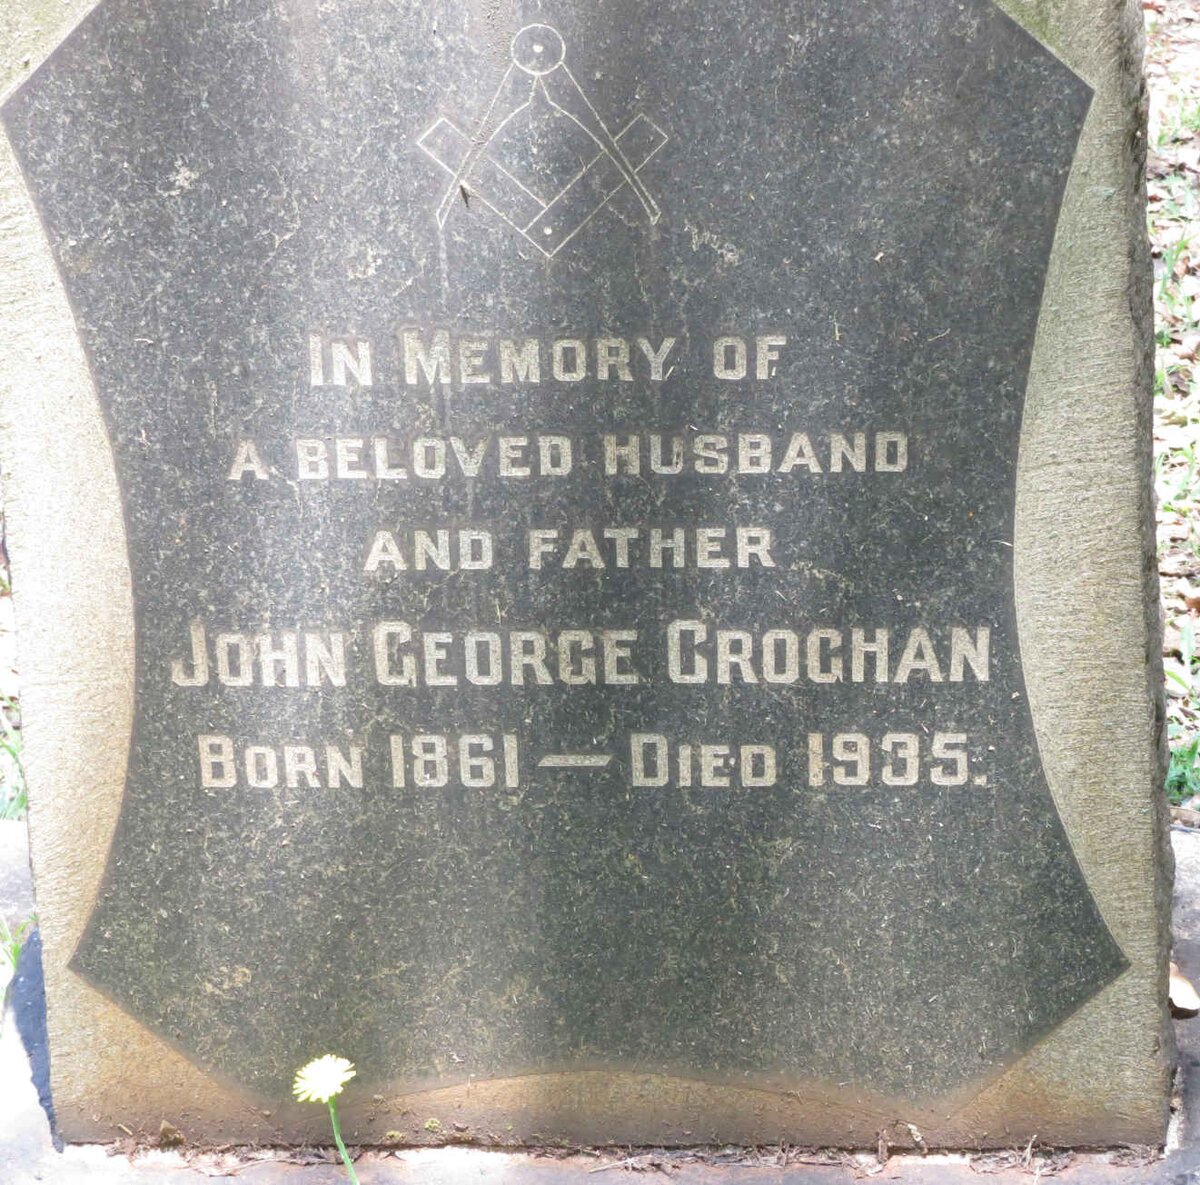 IN MEMORY OF
A BELOVED HUSBAND
AND FATHER
JOHN GEORGE CROGHAN
BORN 1861 — DIED 1935.